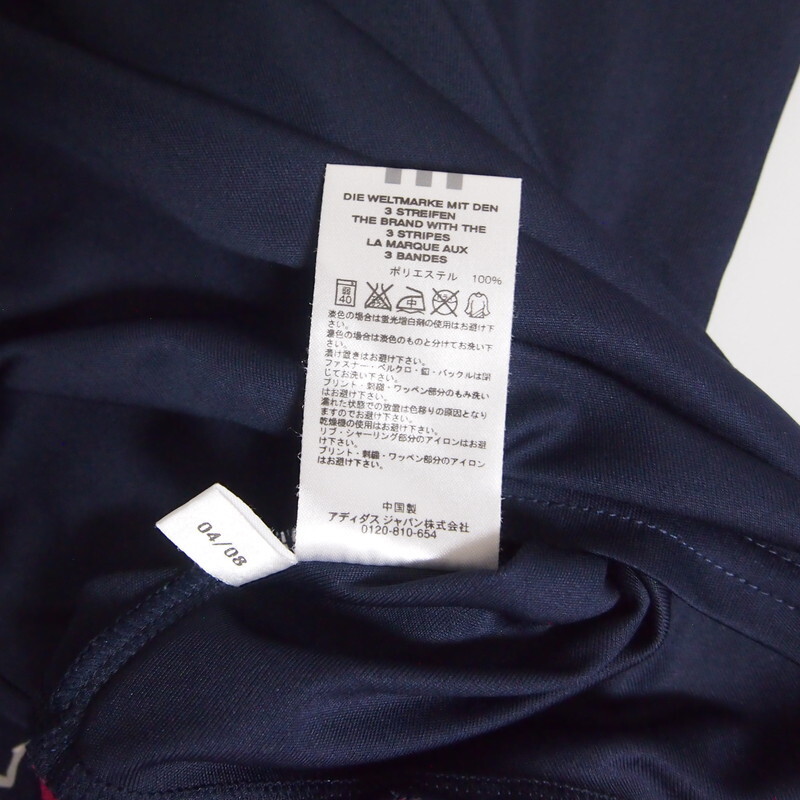 DIE WELTMARKE MIT DEN
3 STREIFEN
THE BRAND WITH THE
3 STRIPES
LA MARQUE AUX
3 BANDES
ポリエステル 100%
弱
40
中
淡色の場合は蛍光増白剤の使用はお避け下
さい。
濃色の場合は淡色のものと分けてお洗い下
さい。
漬け置きはお避け下さい。
ファスナー・ベルクロ・釦・バックルは閉
じてお洗い下さい。
プリント・刺繍・ワッペン部分のもみ洗い
はお避け下さい。
濡れた状態での放置は色移りの原因となり
ますのでお避け下さい。
乾燥機の使用はお避け下さい。
リブ・シャーリング部分のアイロンはお避
け下さい。
プリント・刺繍・ワッペン部分のアイロン
はお避け下さい。
中国製
アディダス ジャパン株式会社
0120-810-654
04/08